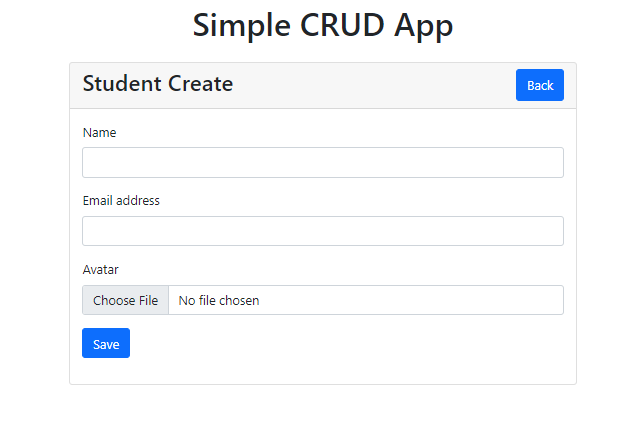 Simple CRUD App
Student Create
Back
Name
Email address
Avatar
Choose File No file chosen
Save